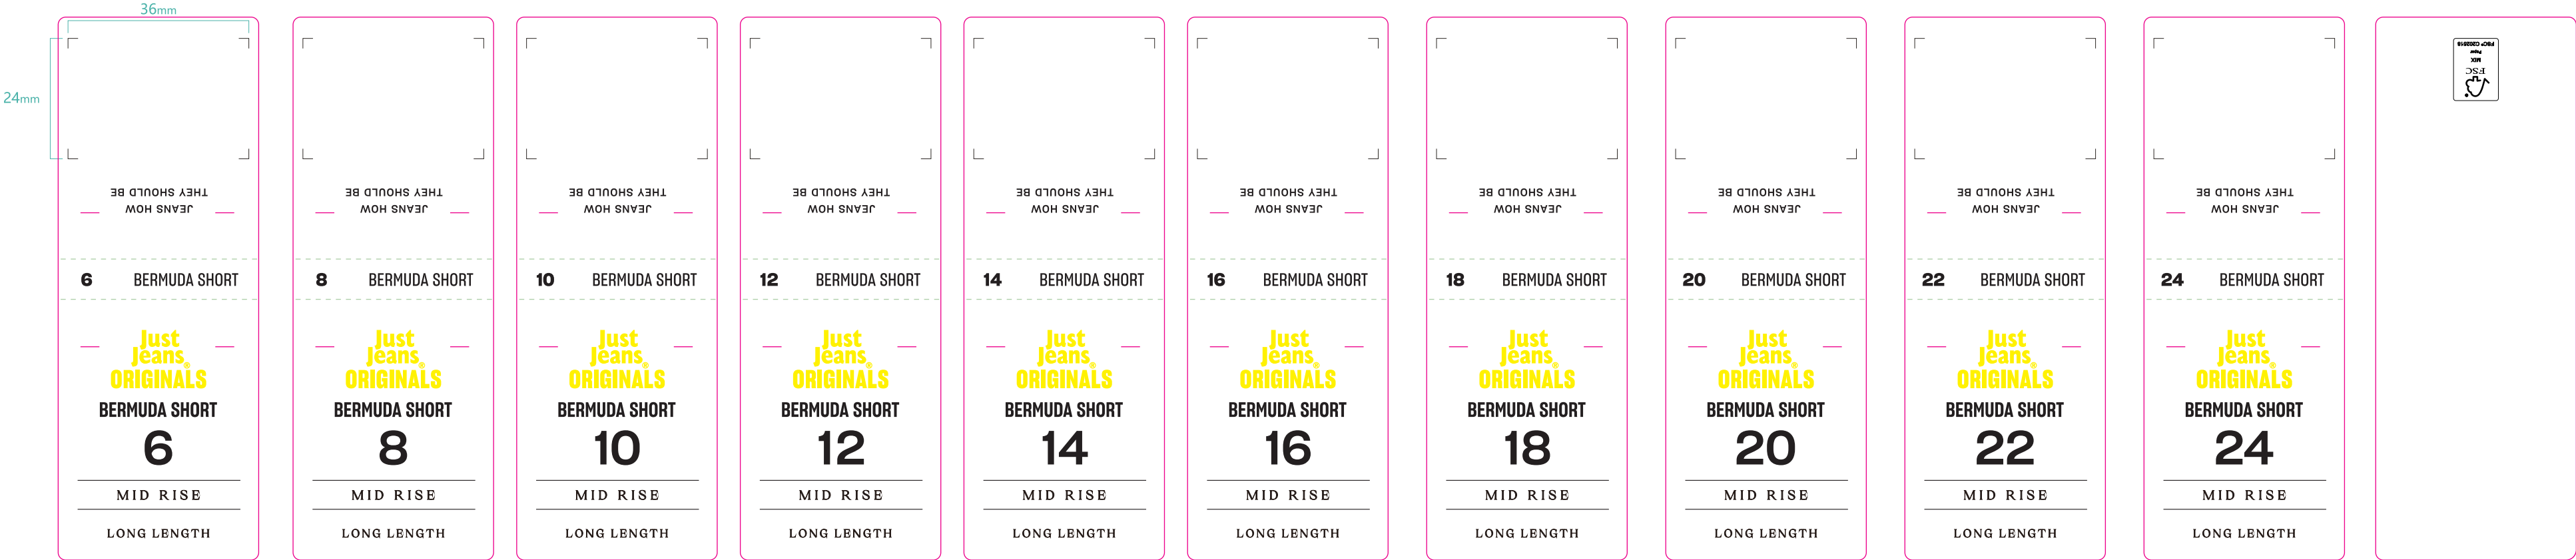 36mm
24mm
THEY SHOULD BE
JEANS HOW
6 BERMUDA SHORT
Just
Jeans®
ORIGINALS
BERMUDA SHORT
6
MID RISE
LONG LENGTH
THEY SHOULD BE
JEANS HOW
8 BERMUDA SHORT
Just
Jeans®
ORIGINALS
BERMUDA SHORT
8
MID RISE
LONG LENGTH
THEY SHOULD BE
JEANS HOW
10 BERMUDA SHORT
Just
Jeans®
ORIGINALS
BERMUDA SHORT
10
MID RISE
LONG LENGTH
THEY SHOULD BE
JEANS HOW
12 BERMUDA SHORT
Just
Jeans®
ORIGINALS
BERMUDA SHORT
12
MID RISE
LONG LENGTH
THEY SHOULD BE
JEANS HOW
14 BERMUDA SHORT
Just
Jeans®
ORIGINALS
BERMUDA SHORT
14
MID RISE
LONG LENGTH
THEY SHOULD BE
JEANS HOW
16 BERMUDA SHORT
Just
Jeans®
ORIGINALS
BERMUDA SHORT
16
MID RISE
LONG LENGTH
THEY SHOULD BE
JEANS HOW
18 BERMUDA SHORT
Just
Jeans®
ORIGINALS
BERMUDA SHORT
18
MID RISE
LONG LENGTH
THEY SHOULD BE
JEANS HOW
20 BERMUDA SHORT
Just
Jeans®
ORIGINALS
BERMUDA SHORT
20
MID RISE
LONG LENGTH
THEY SHOULD BE
JEANS HOW
22 BERMUDA SHORT
Just
Jeans®
ORIGINALS
BERMUDA SHORT
22
MID RISE
LONG LENGTH
THEY SHOULD BE
JEANS HOW
24 BERMUDA SHORT
Just
Jeans®
ORIGINALS
BERMUDA SHORT
24
MID RISE
LONG LENGTH
FSC
MIX
Paper
FSC® C202518